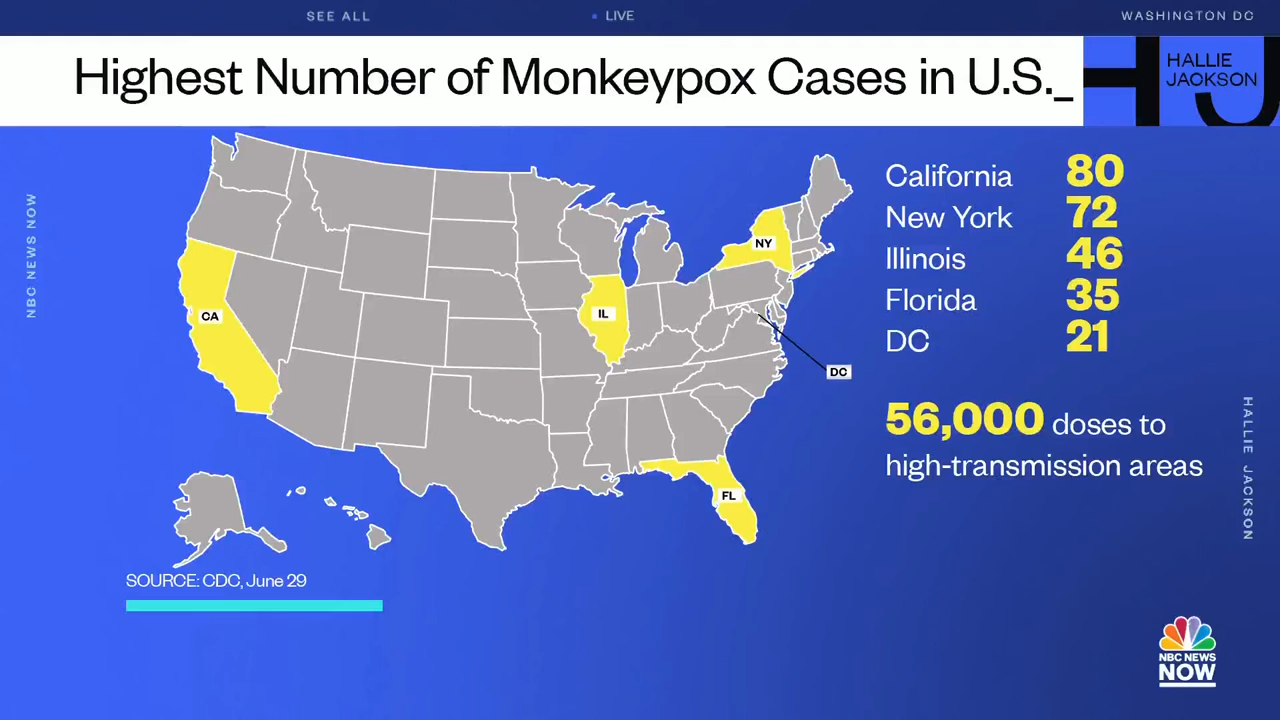 SEE ALL
LIVE
WASHINGTON DC
Highest Number of Monkeypox Cases in U.S._
HJ
HALLIE
JACKSON
NBC NEWS NOW
California 80
New York 72
Illinois 46
Florida 35
DC 21
56,000 doses to
high-transmission areas
CA
NY
IL
DC
FL
HALLIE JACKSON
SOURCE: CDC, June 29
NBC NEWS
NOW